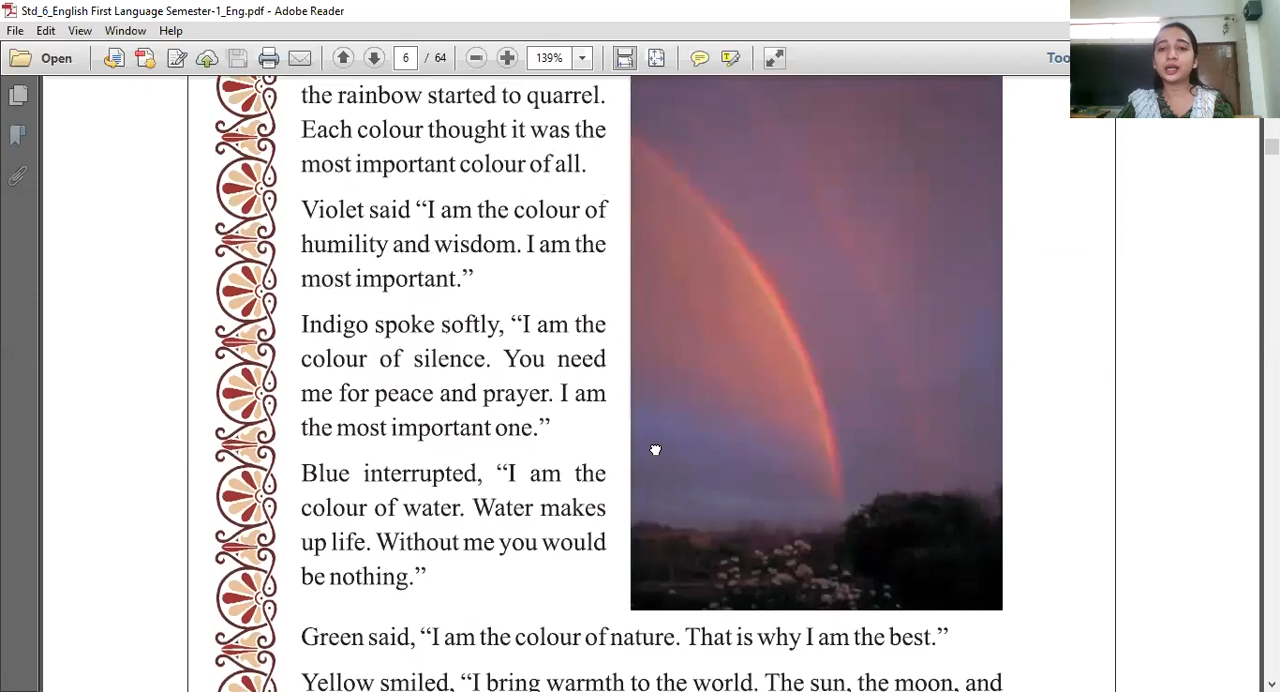 Std_6_English First Language Semester-1_Eng.pdf - Adobe Reader
File Edit View Window Help
Open 6 / 64 139%
the rainbow started to quarrel.
Each colour thought it was the
most important colour of all.
Violet said “I am the colour of
humility and wisdom. I am the
most important.”
Indigo spoke softly, “I am the
colour of silence. You need
me for peace and prayer. I am
the most important one.”
Blue interrupted, “I am the
colour of water. Water makes
up life. Without me you would
be nothing.”
Green said, “I am the colour of nature. That is why I am the best.”
Yellow smiled, “I bring warmth to the world. The sun, the moon, and